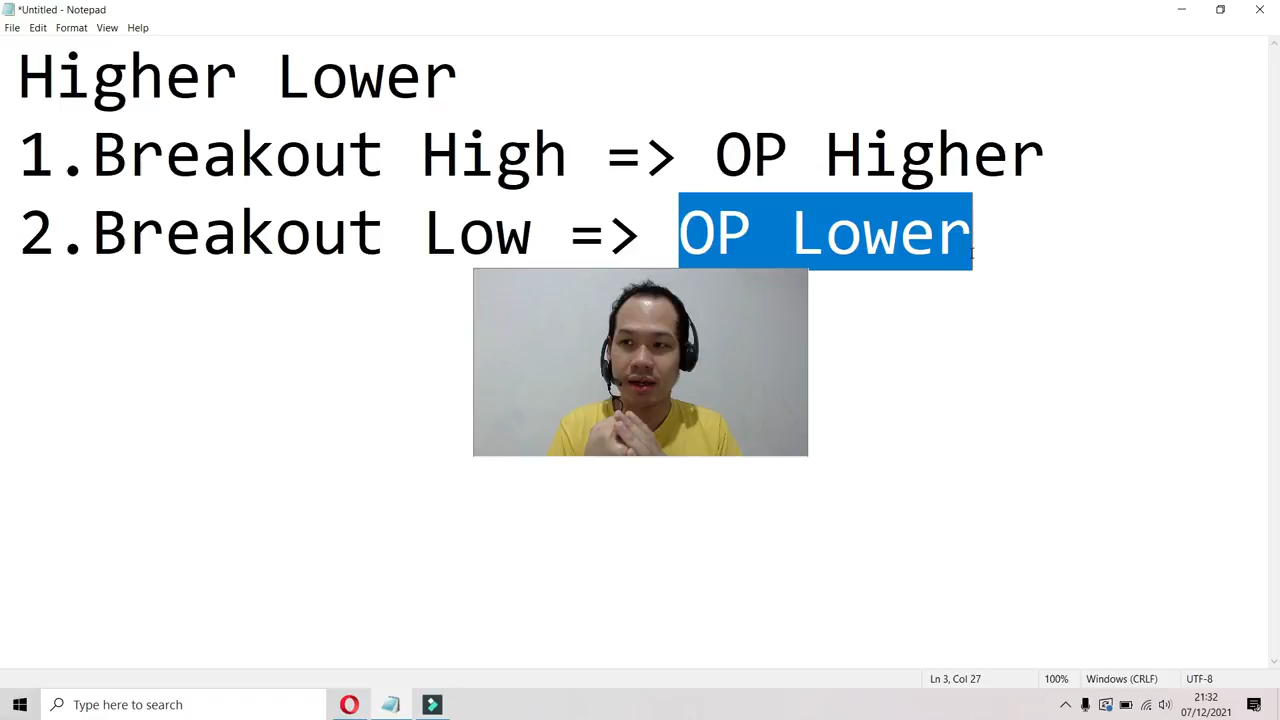 *Untitled - Notepad
File Edit Format View Help
Higher Lower
1.Breakout High => OP Higher
2.Breakout Low => OP Lower
Ln 3, Col 27 100% Windows (CRLF) UTF-8
Type here to search
21:32
07/12/2021